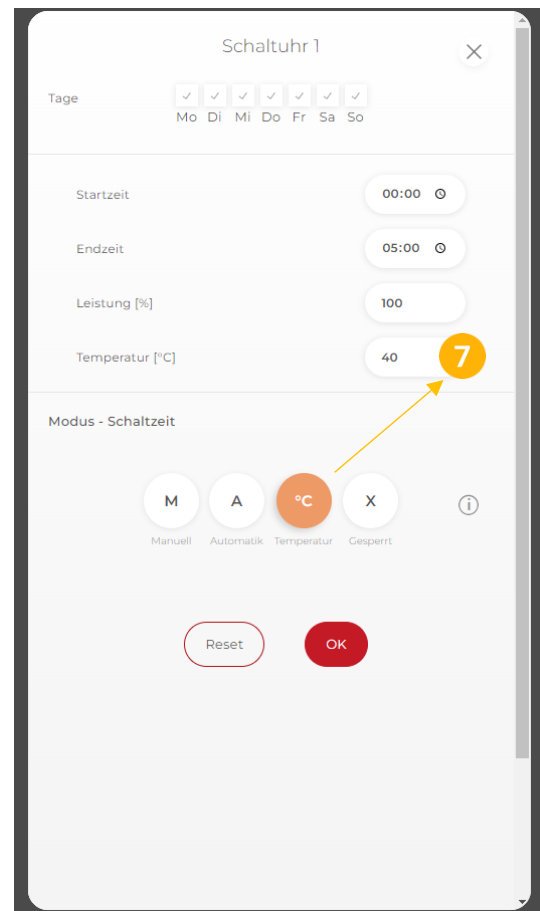 Schaltuhr 1
Tage
Mo Di Mi Do Fr Sa So
Startzeit 00:00
Endzeit 05:00
Leistung [%] 100
Temperatur [°C] 40 7
Modus - Schaltzeit
M A °C X
Manuell Automatik Temperatur Gesperrt
Reset OK